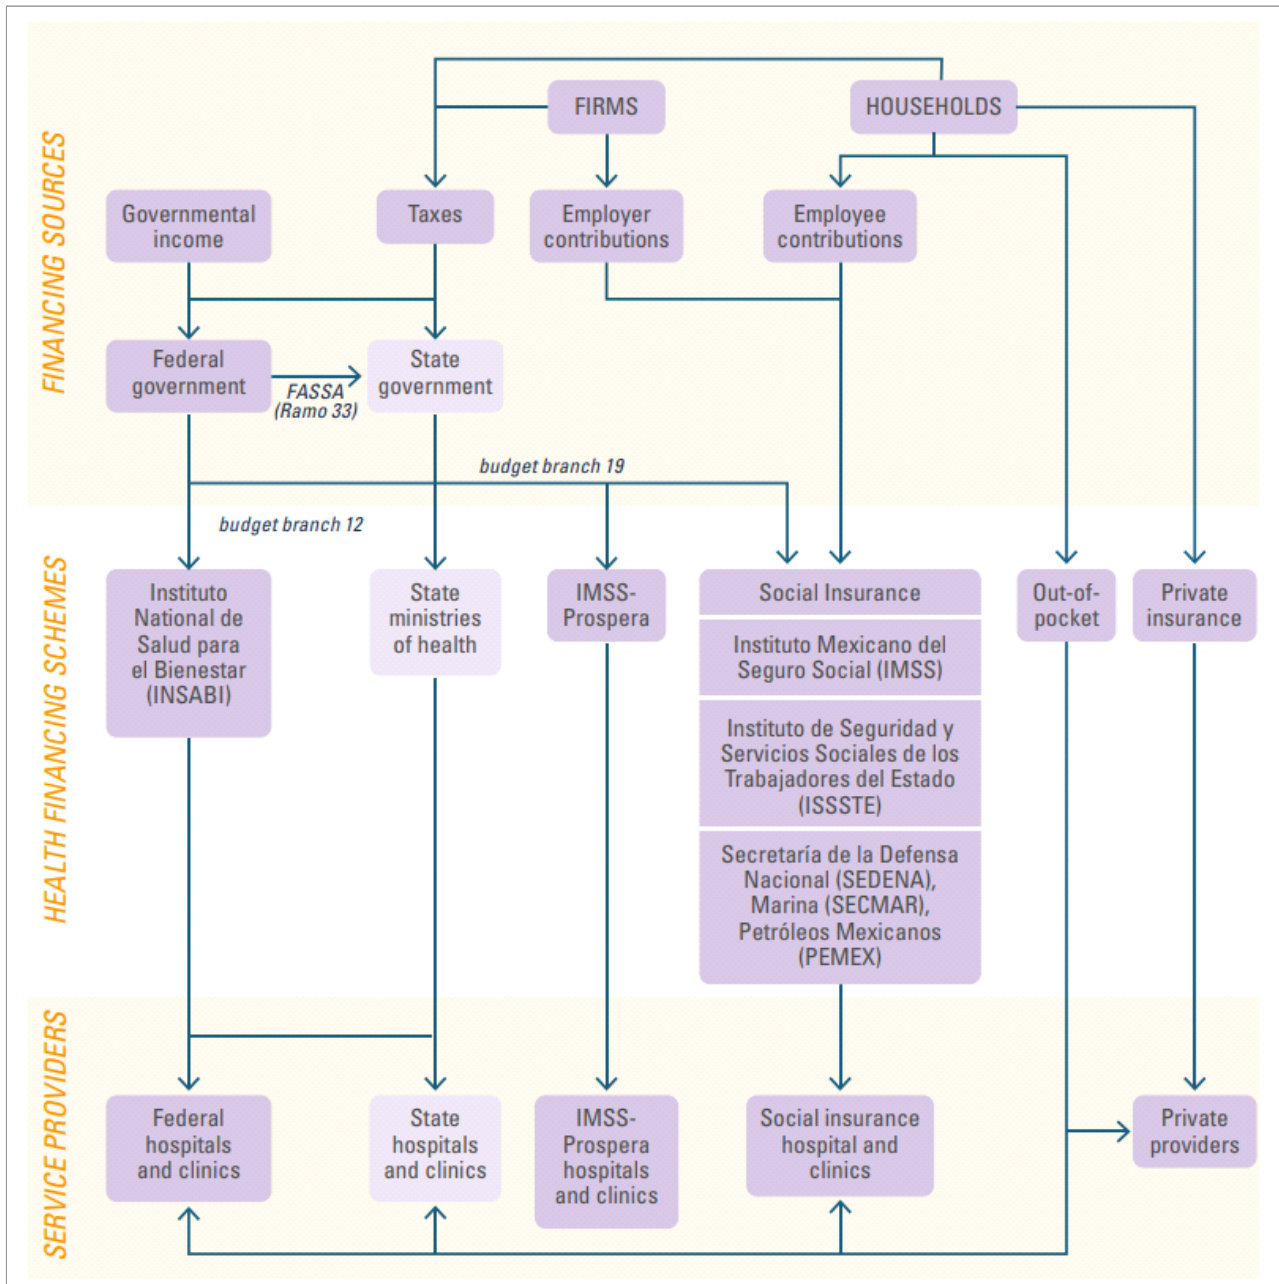 FINANCING SOURCES
FIRMS
HOUSEHOLDS
Governmental
income
Taxes
Employer
contributions
Employee
contributions
Federal
government
FASSA
(Ramo 33)
State
government
budget branch 19
budget branch 12
HEALTH FINANCING SCHEMES
Instituto
National de
Salud para
el Bienestar
(INSABI)
State
ministries
of health
IMSS-
Prospera
Social Insurance
Instituto Mexicano del
Seguro Social (IMSS)
Instituto de Seguridad y
Servicios Sociales de los
Trabajadores del Estado
(ISSSTE)
Secretaría de la Defensa
Nacional (SEDENA),
Marina (SECMAR),
Petróleos Mexicanos
(PEMEX)
Out-of-
pocket
Private
insurance
SERVICE PROVIDERS
Federal
hospitals
and clinics
State
hospitals
and clinics
IMSS-
Prospera
hospitals
and clinics
Social insurance
hospital and
clinics
Private
providers